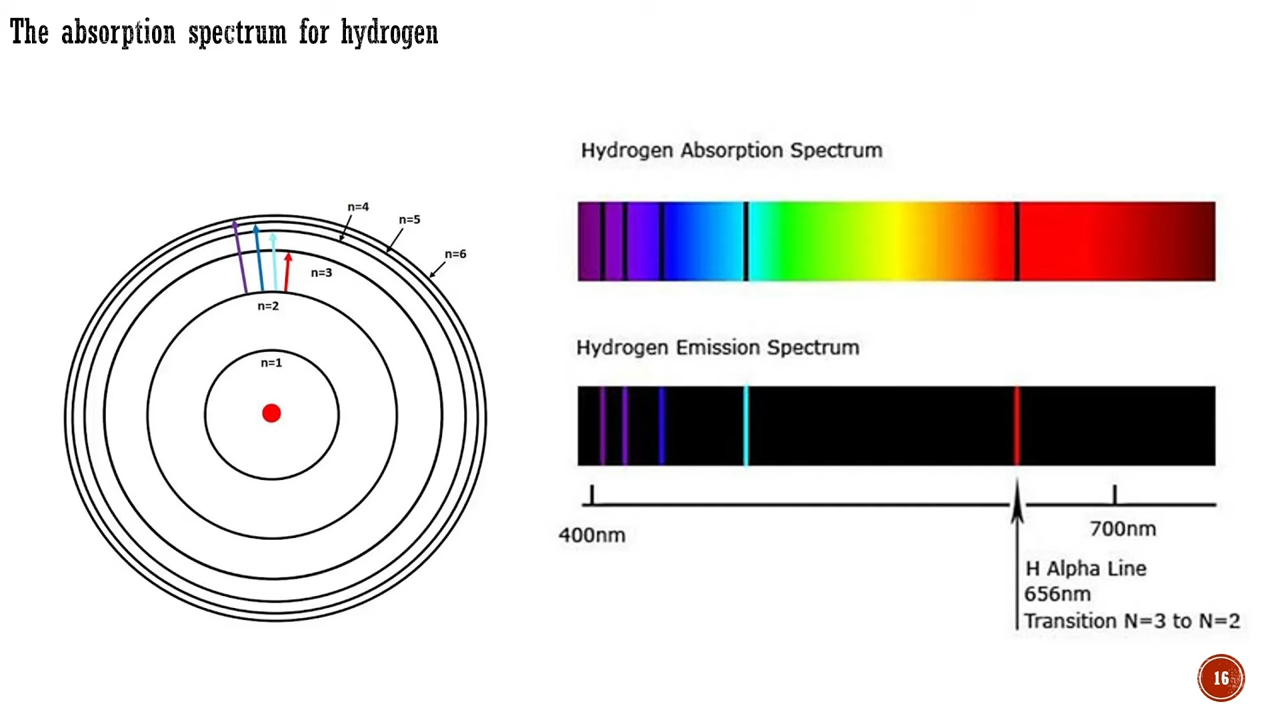 The absorption spectrum for hydrogen
n=4
n=5
n=6
n=3
n=2
n=1
Hydrogen Absorption Spectrum
Hydrogen Emission Spectrum
400nm
700nm
H Alpha Line
656nm
Transition N=3 to N=2
16